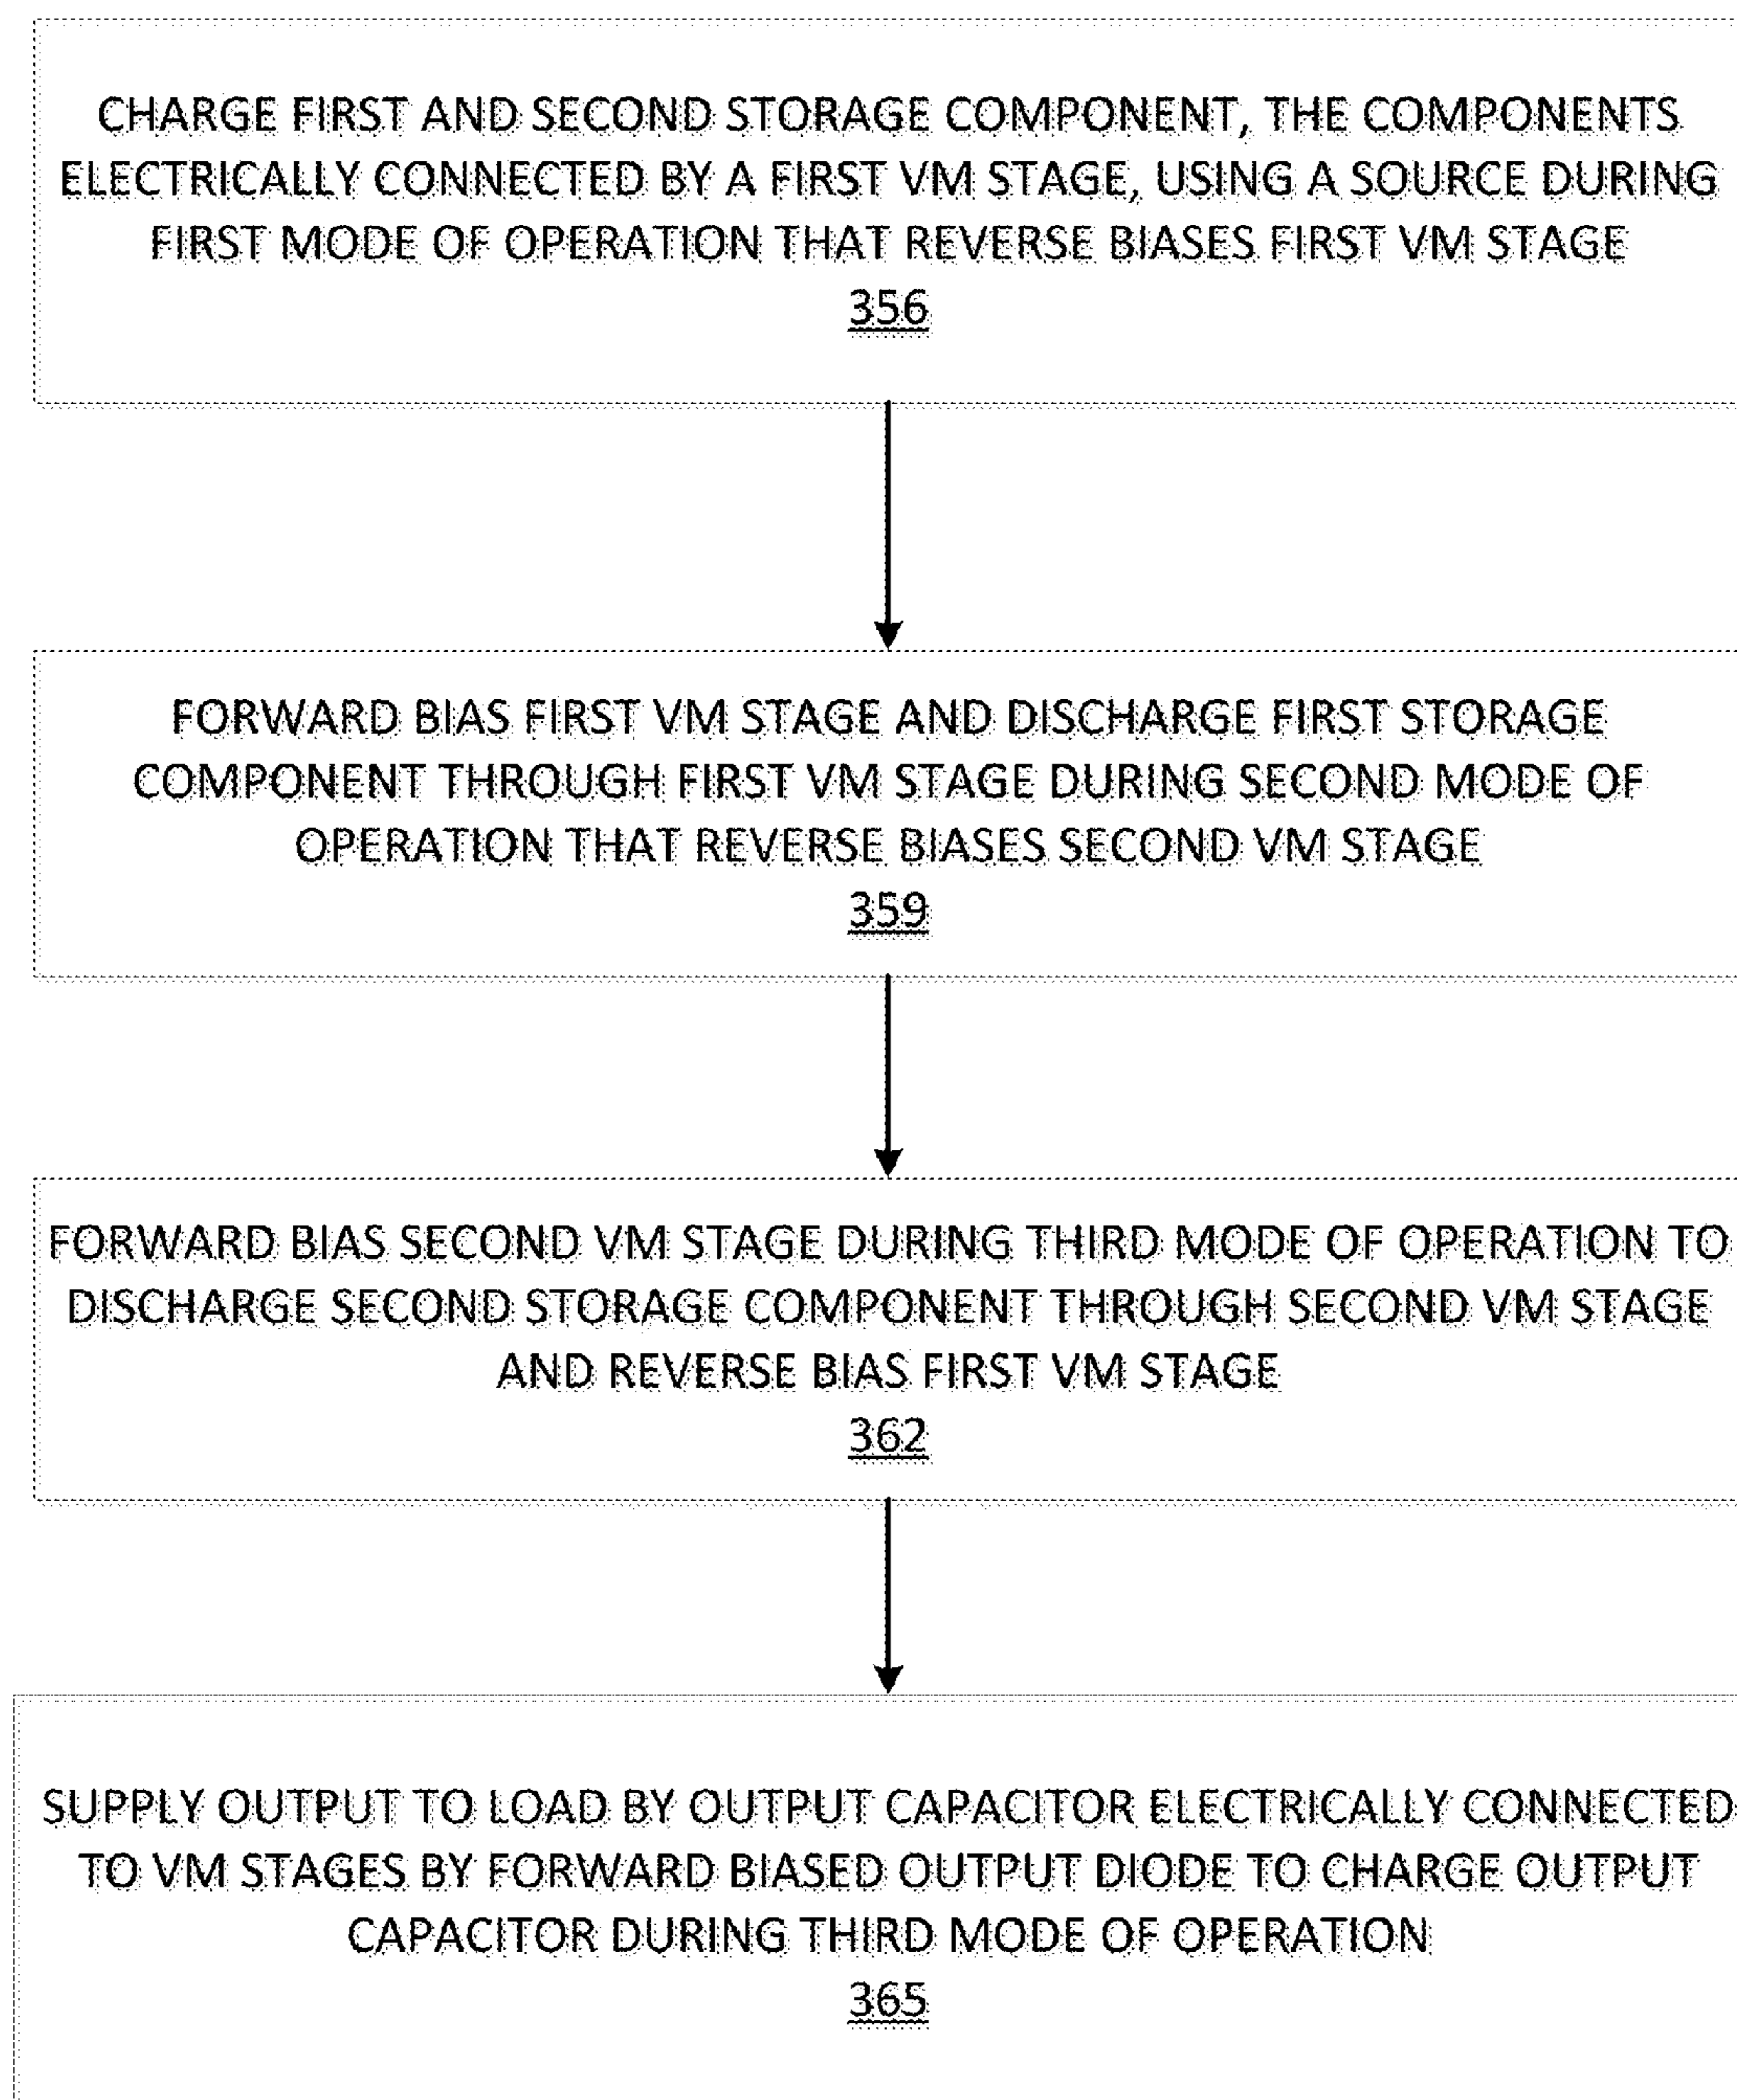 CHARGE FIRST AND SECOND STORAGE COMPONENT, THE COMPONENTS
ELECTRICALLY CONNECTED BY A FIRST VM STAGE, USING A SOURCE DURING
FIRST MODE OF OPERATION THAT REVERSE BIASES FIRST VM STAGE
356
FORWARD BIAS FIRST VM STAGE AND DISCHARGE FIRST STORAGE
COMPONENT THROUGH FIRST VM STAGE DURING SECOND MODE OF
OPERATION THAT REVERSE BIASES SECOND VM STAGE
359
FORWARD BIAS SECOND VM STAGE DURING THIRD MODE OF OPERATION TO
DISCHARGE SECOND STORAGE COMPONENT THROUGH SECOND VM STAGE
AND REVERSE BIAS FIRST VM STAGE
362
SUPPLY OUTPUT TO LOAD BY OUTPUT CAPACITOR ELECTRICALLY CONNECTED
TO VM STAGES BY FORWARD BIASED OUTPUT DIODE TO CHARGE OUTPUT
CAPACITOR DURING THIRD MODE OF OPERATION
365